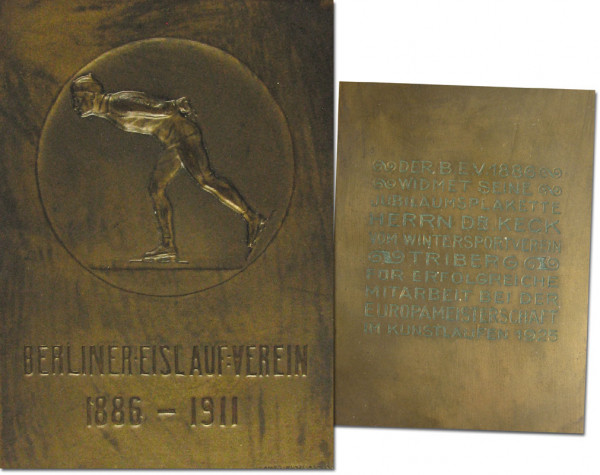 BERLINER·EISLAUF·VEREIN
1886 – 1911
DER B.E.V. 1886
WIDMET SEINE
JUBILÄUMSPLAKETTE
HERRN DR KECK
VOM WINTERSPORTVEREIN
TRIBERG
FÜR ERFOLGREICHE
MITARBEIT BEI DER
EUROPAMEISTERSCHAFT
IM KUNSTLAUFEN 1925